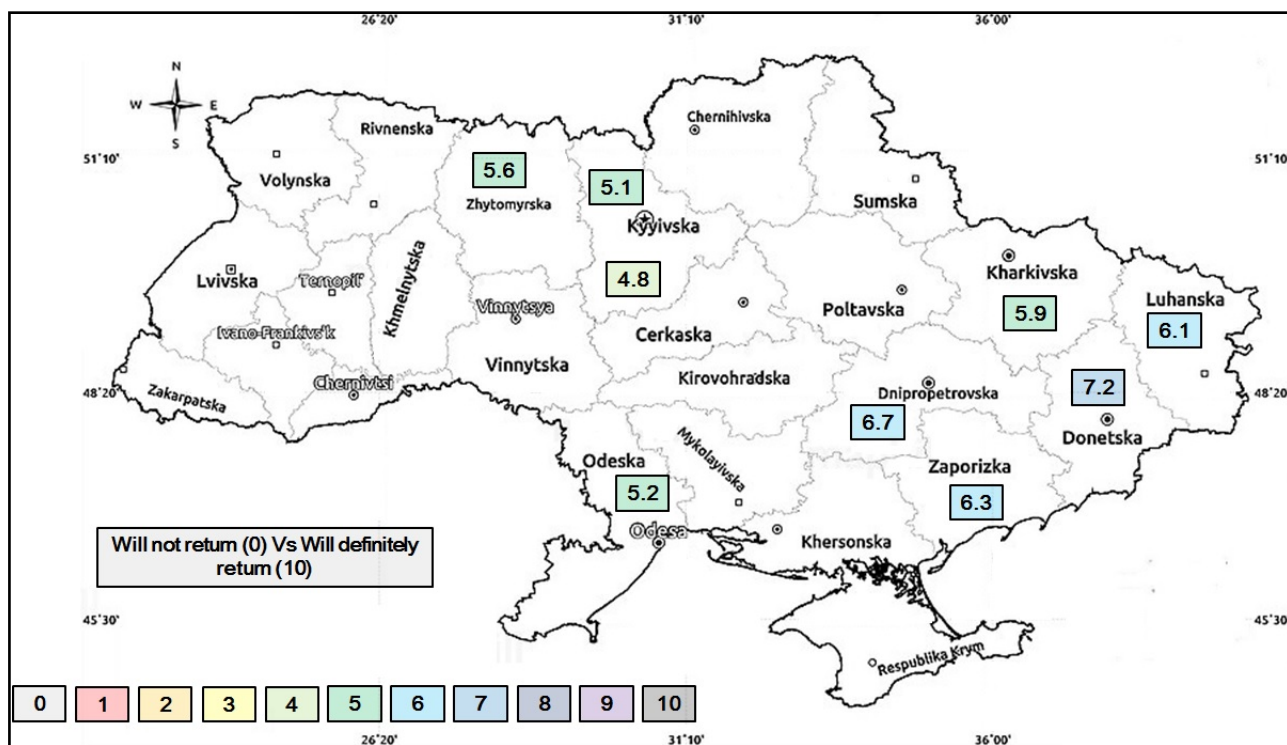 26°20' 31°10' 36°00'
N
W E
S
51°10' 51°10'
Chernihivska
Rivnenska
5.6
5.1
Volynska
Zhytomyrska
Sumska
Kyyivska
Lvivska
Ternopil'
Khmelnytska
4.8
Kharkivska
Luhanska
Vinnytsya
Poltavska
5.9
6.1
Ivano-Frankivs'k
Cerkaska
Vinnytska
Kirovohradska
Chernivtsi
Zakarpatska
48°20' 48°20'
Dnipropetrovska
7.2
6.7
Donetska
Mykolayivska
Odeska
Zaporizka
5.2
6.3
Odesa
Khersonska
Will not return (0) Vs Will definitely
return (10)
45°30' 45°30'
Respublika Krym
0 1 2 3 4 5 6 7 8 9 10
26°20' 31°10' 36°00'